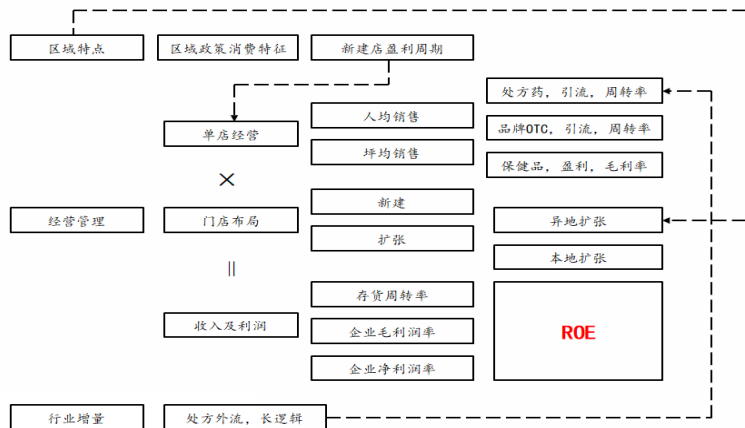 区域特点
区域政策消费特征
新建店盈利周期
处方药，引流，周转率
人均销售
单店经营
品牌OTC，引流，周转率
坪均销售
保健品，盈利，毛利率
×
新建
经营管理
门店布局
异地扩张
扩张
本地扩张
||
存货周转率
收入及利润
企业毛利润率
ROE
企业净利润率
行业增量
处方外流，长逻辑